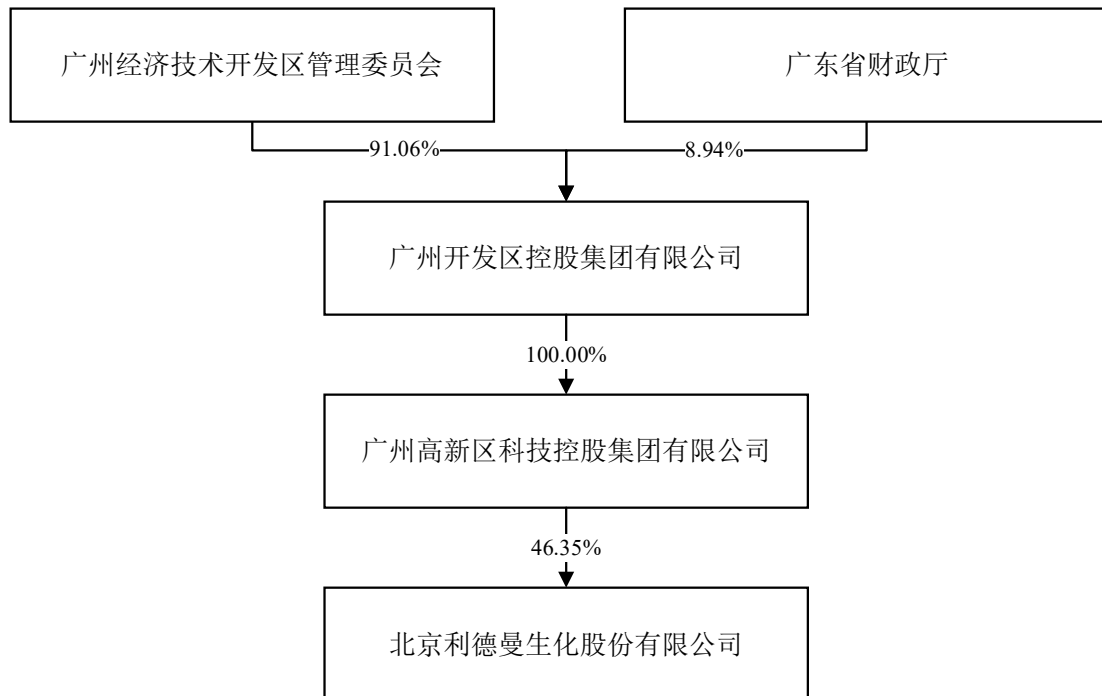 广州经济技术开发区管理委员会
广东省财政厅
91.06%
8.94%
广州开发区控股集团有限公司
100.00%
广州高新区科技控股集团有限公司
46.35%
北京利德曼生化股份有限公司